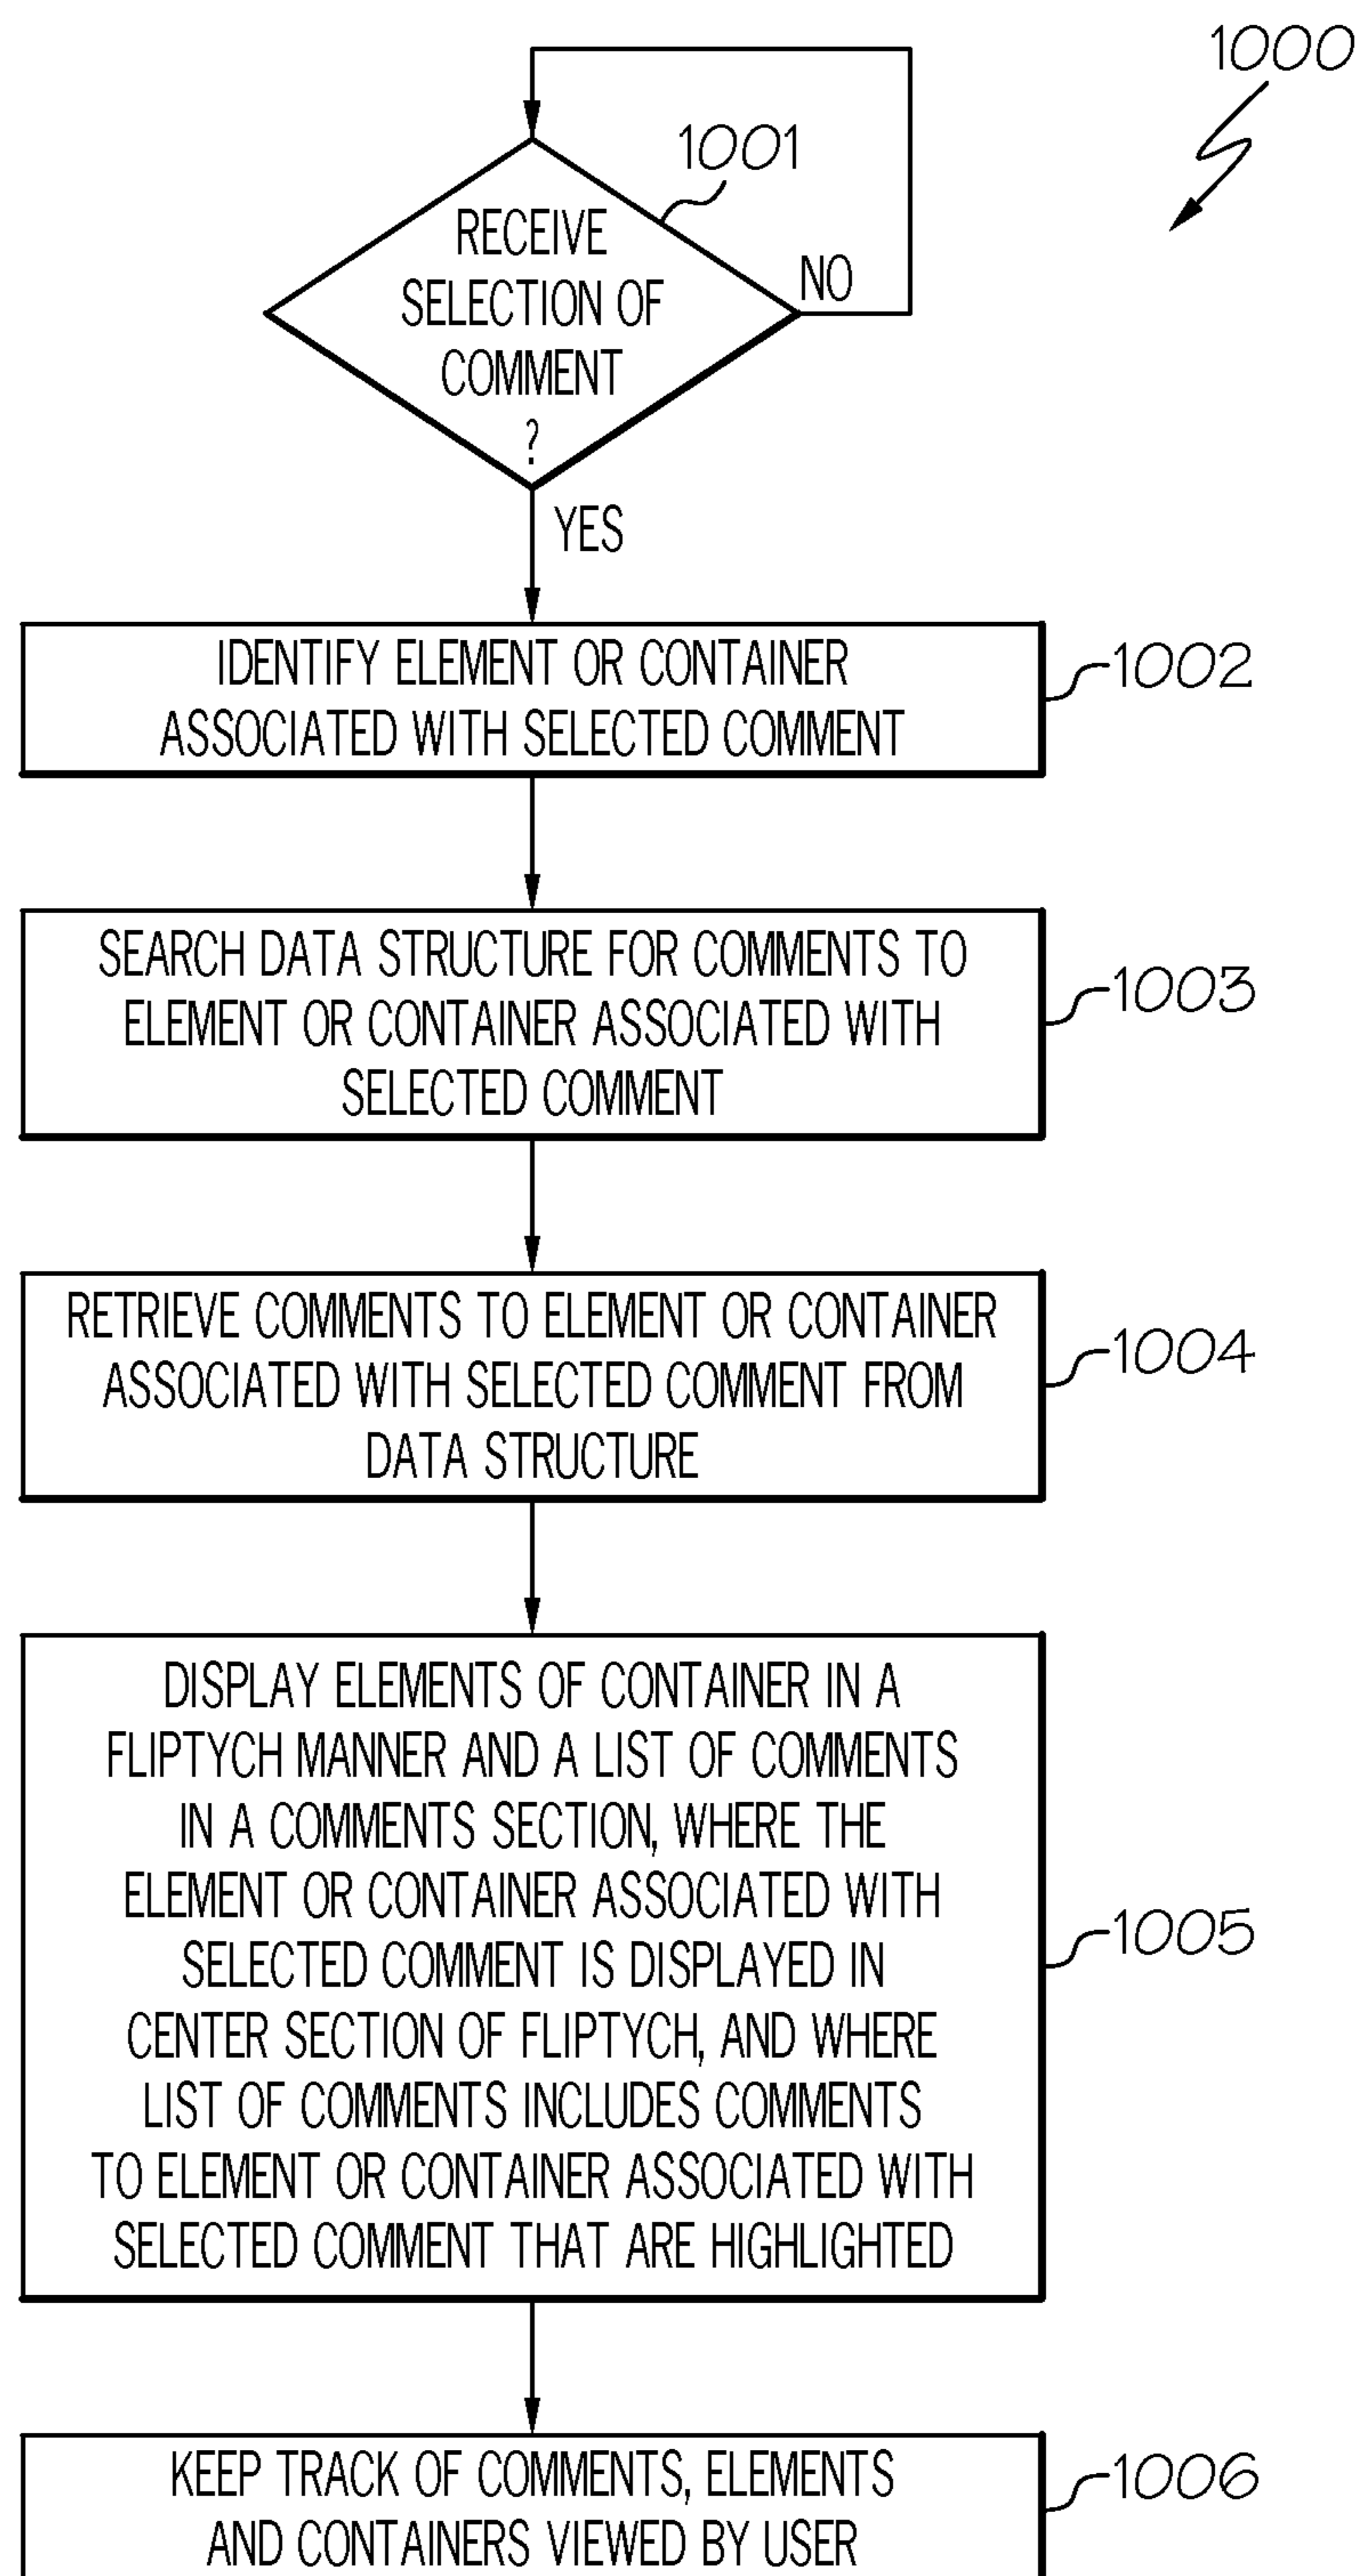 1000
1001
RECEIVE
SELECTION OF
COMMENT
?
NO
YES
IDENTIFY ELEMENT OR CONTAINER
ASSOCIATED WITH SELECTED COMMENT
1002
SEARCH DATA STRUCTURE FOR COMMENTS TO
ELEMENT OR CONTAINER ASSOCIATED WITH
SELECTED COMMENT
1003
RETRIEVE COMMENTS TO ELEMENT OR CONTAINER
ASSOCIATED WITH SELECTED COMMENT FROM
DATA STRUCTURE
1004
DISPLAY ELEMENTS OF CONTAINER IN A
FLIPTYCH MANNER AND A LIST OF COMMENTS
IN A COMMENTS SECTION, WHERE THE
ELEMENT OR CONTAINER ASSOCIATED WITH
SELECTED COMMENT IS DISPLAYED IN
CENTER SECTION OF FLIPTYCH, AND WHERE
LIST OF COMMENTS INCLUDES COMMENTS
TO ELEMENT OR CONTAINER ASSOCIATED WITH
SELECTED COMMENT THAT ARE HIGHLIGHTED
1005
KEEP TRACK OF COMMENTS, ELEMENTS
AND CONTAINERS VIEWED BY USER
1006